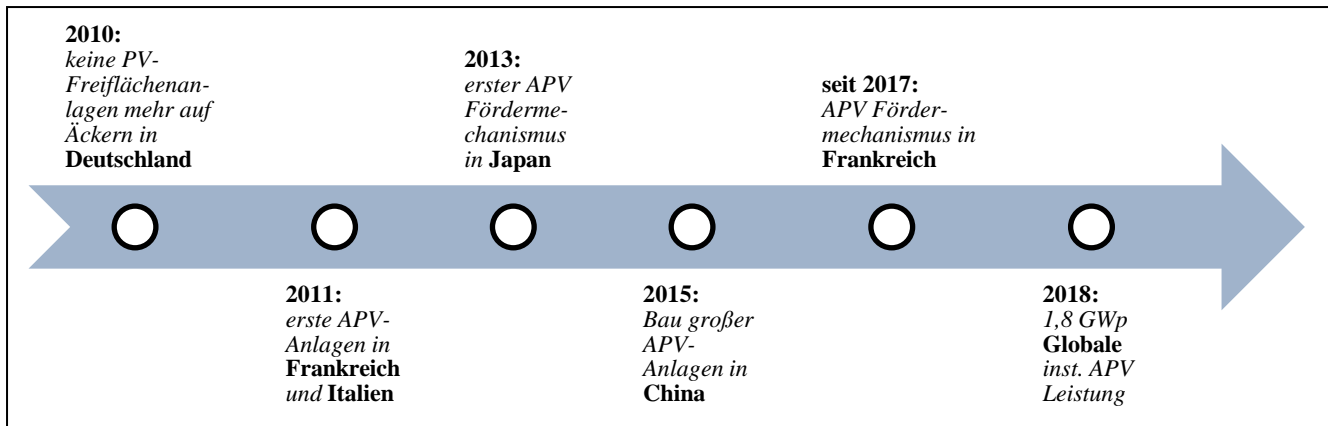 2010:
keine PV-
Freiflächenan-
lagen mehr auf
Äckern in
Deutschland
2013:
erster APV
Förderme-
chanismus
in Japan
seit 2017:
APV Förder-
mechanismus in
Frankreich
2011:
erste APV-
Anlagen in
Frankreich
und Italien
2015:
Bau großer
APV-
Anlagen in
China
2018:
1,8 GWp
Globale
inst. APV
Leistung